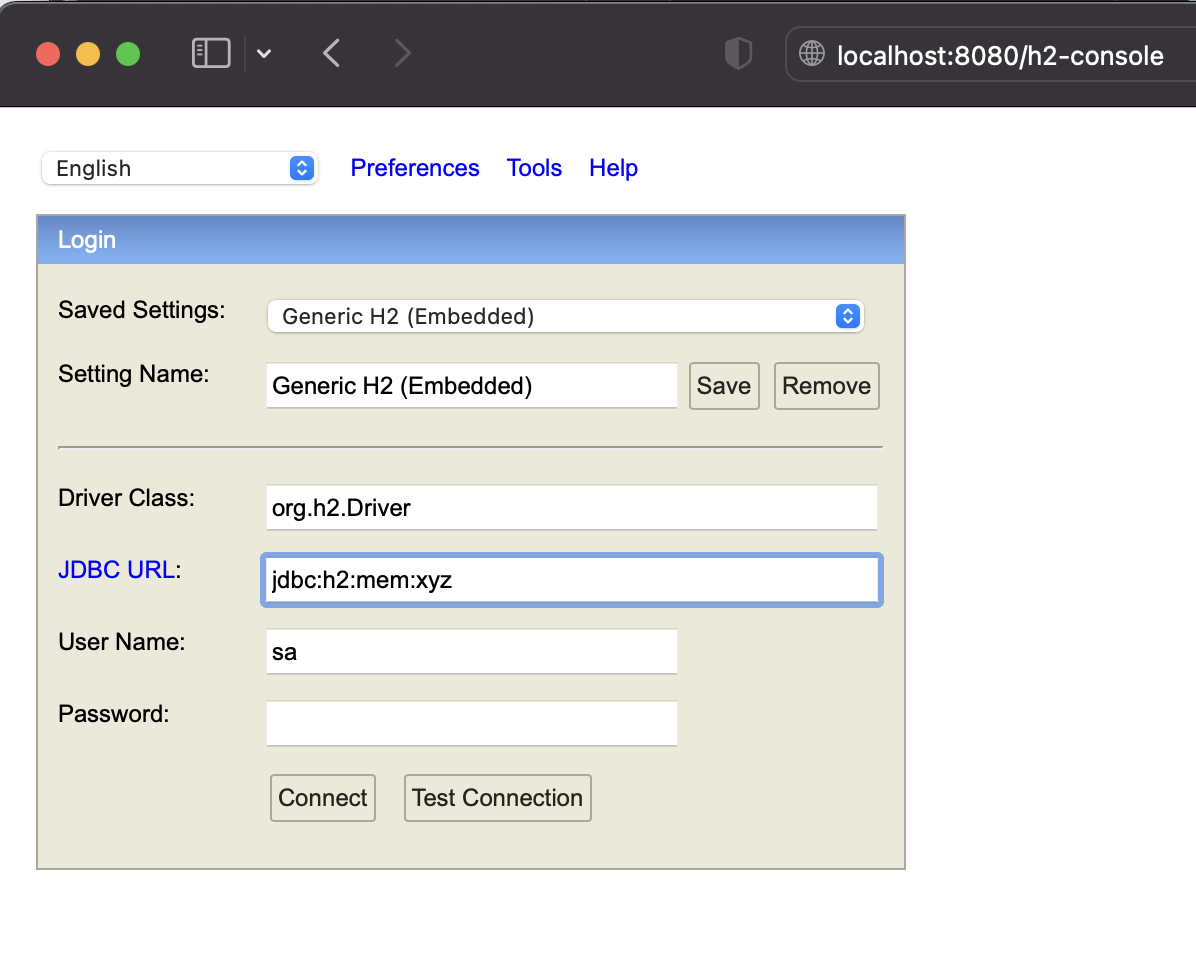 localhost:8080/h2-console
English Preferences Tools Help
Login
Saved Settings: Generic H2 (Embedded)
Setting Name: Generic H2 (Embedded) Save Remove
Driver Class: org.h2.Driver
JDBC URL: jdbc:h2:mem:xyz
User Name: sa
Password:
Connect Test Connection